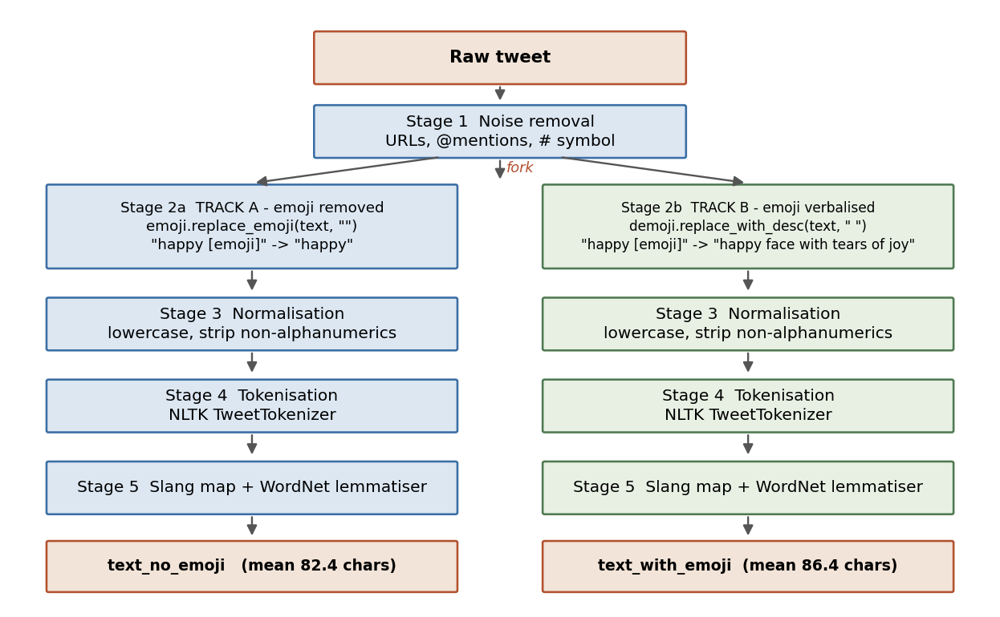 Raw tweet
Stage 1  Noise removal
URLs, @mentions, # symbol
fork
Stage 2a  TRACK A - emoji removed
emoji.replace_emoji(text, "")
"happy [emoji]" -> "happy"
Stage 2b  TRACK B - emoji verbalised
demoji.replace_with_desc(text, " ")
"happy [emoji]" -> "happy face with tears of joy"
Stage 3  Normalisation
lowercase, strip non-alphanumerics
Stage 3  Normalisation
lowercase, strip non-alphanumerics
Stage 4  Tokenisation
NLTK TweetTokenizer
Stage 4  Tokenisation
NLTK TweetTokenizer
Stage 5  Slang map + WordNet lemmatiser
Stage 5  Slang map + WordNet lemmatiser
text_no_emoji   (mean 82.4 chars)
text_with_emoji  (mean 86.4 chars)